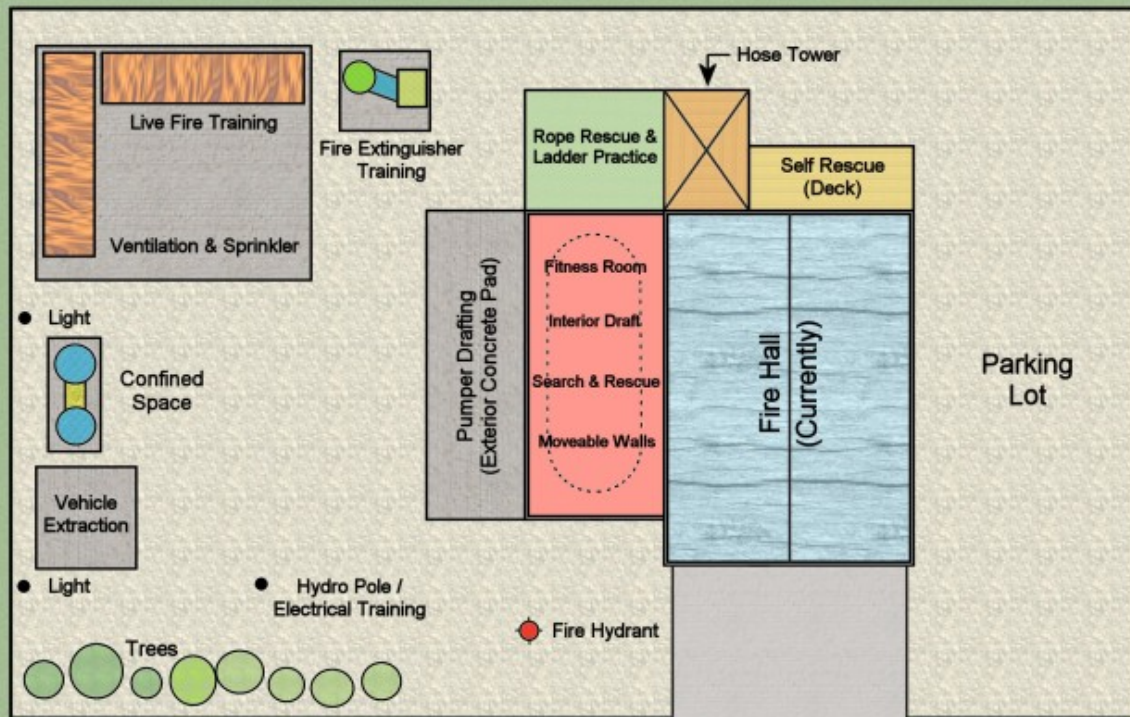 Hose Tower
Live Fire Training
Fire Extinguisher
Training
Rope Rescue &
Ladder Practice
Self Rescue
(Deck)
Ventilation & Sprinkler
Light
Confined
Space
Vehicle
Extraction
Light
Hydro Pole /
Electrical Training
Trees
Pumper Drafting
(Exterior Concrete Pad)
Fitness Room
Interior Draft
Search & Rescue
Moveable Walls
Fire Hall
(Currently)
Parking
Lot
Fire Hydrant